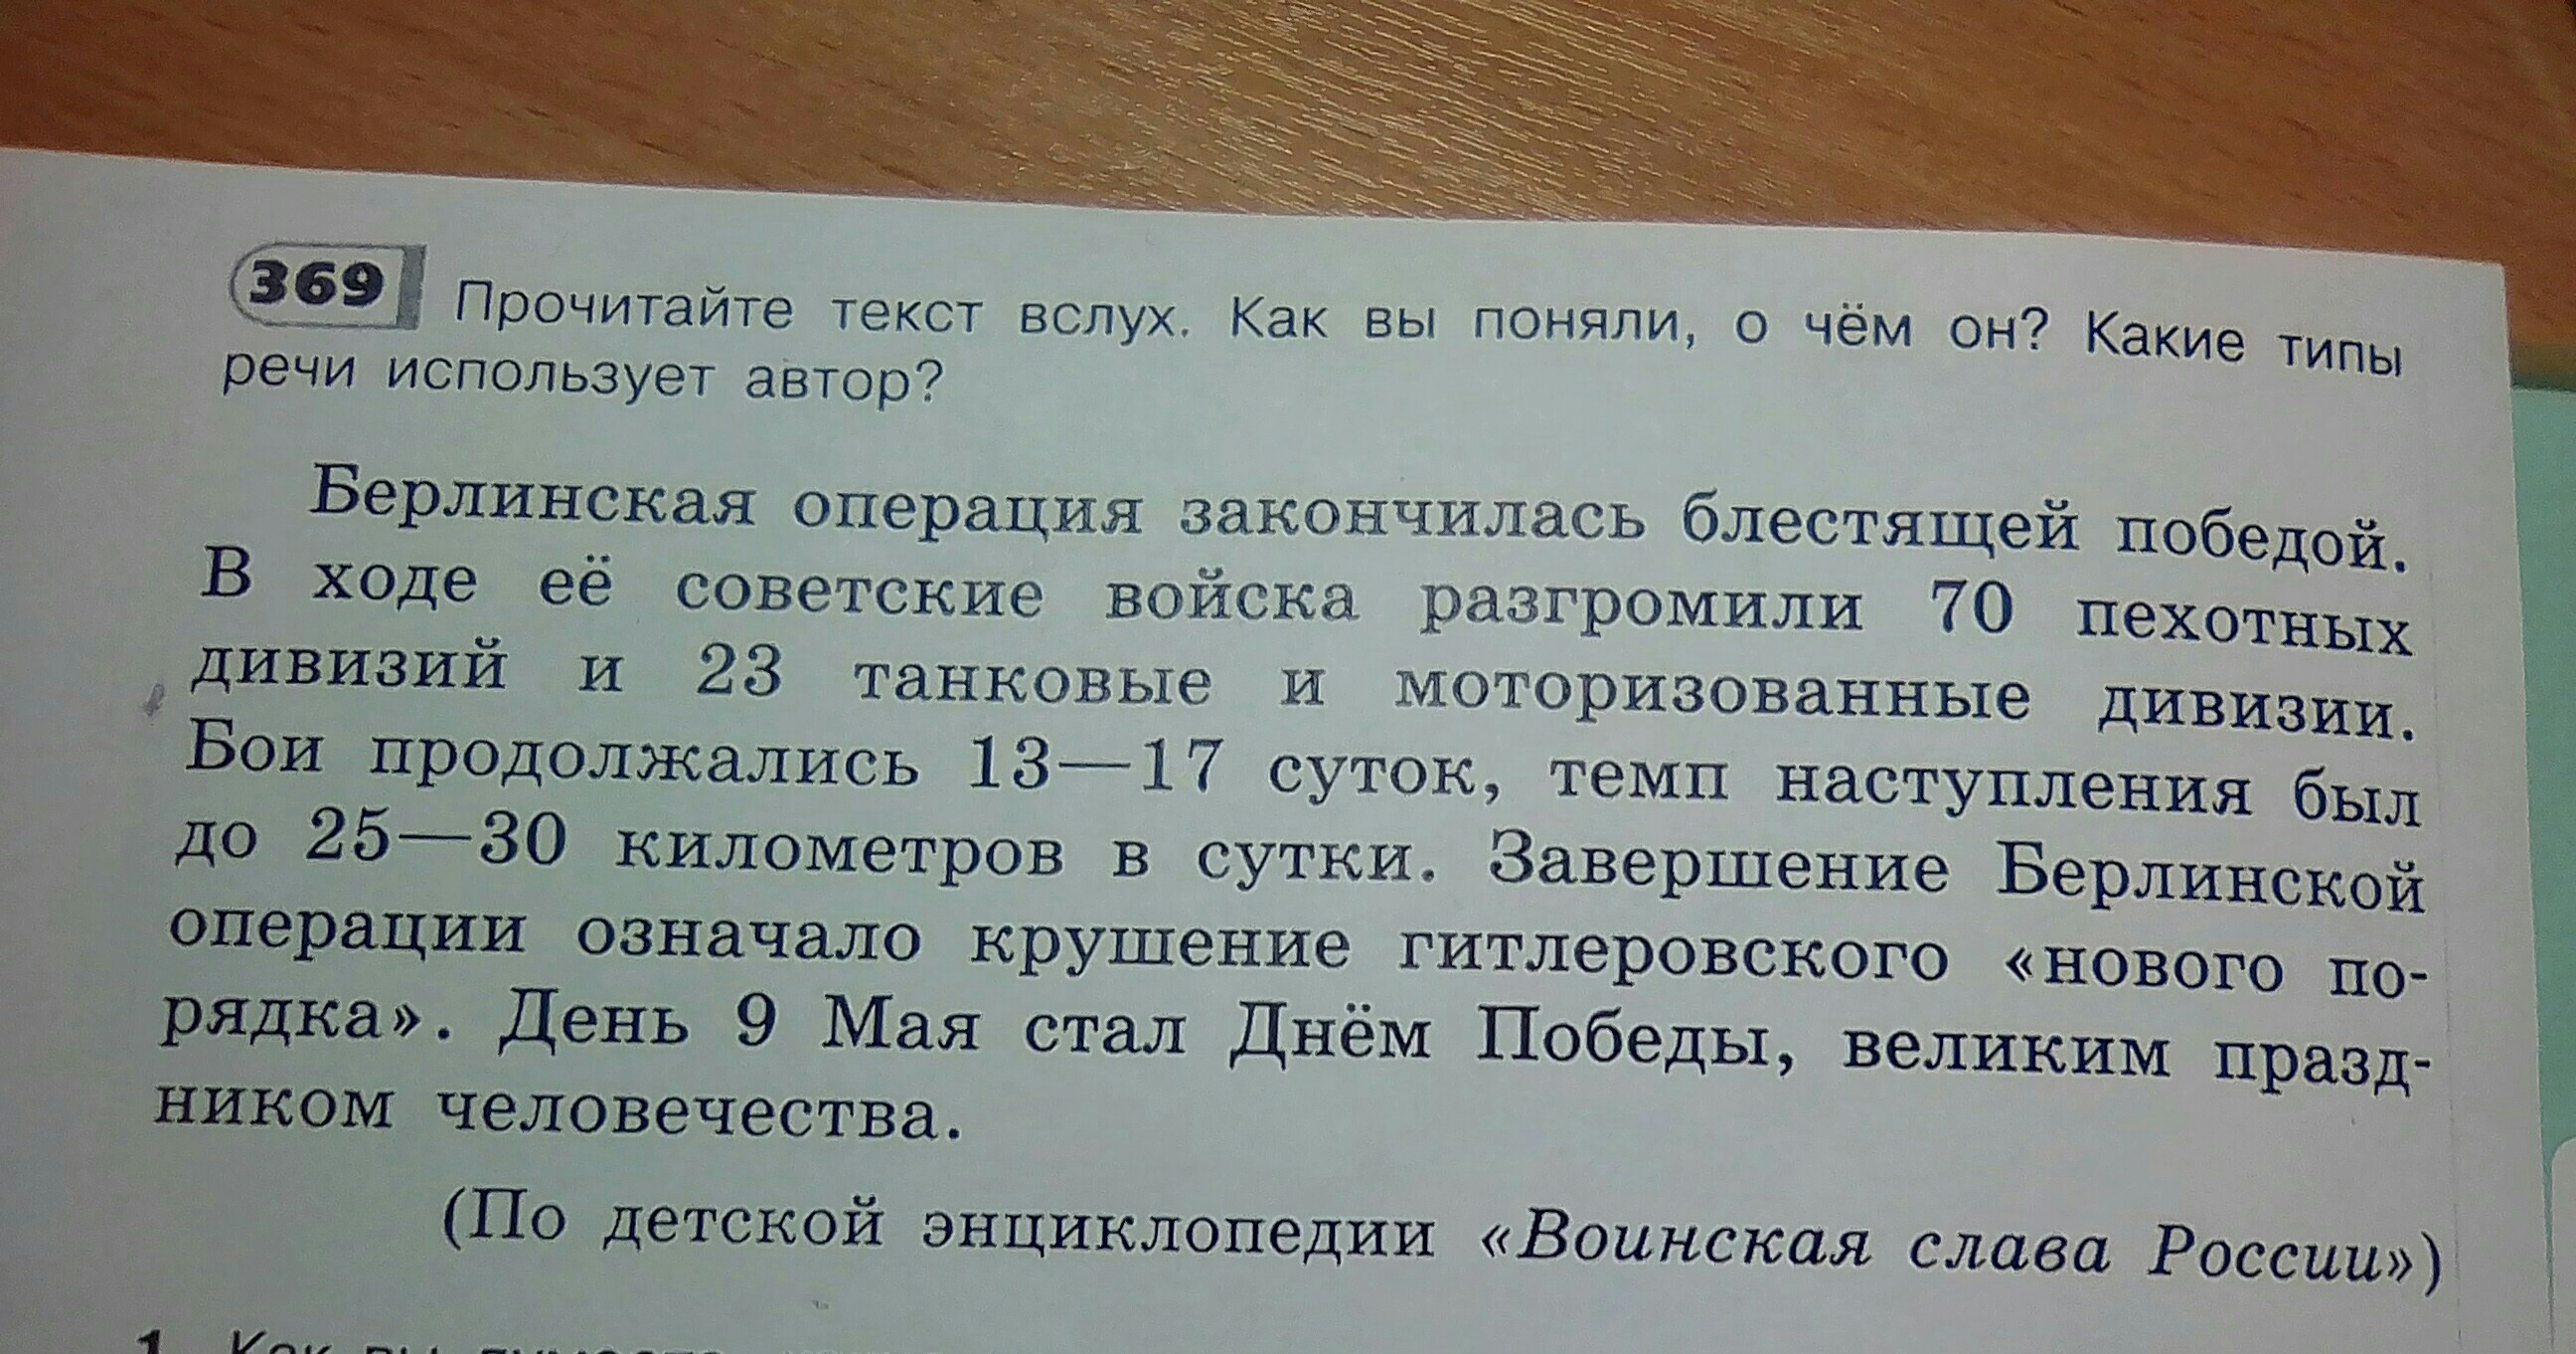 369 Прочитайте текст вслух. Как вы поняли, о чём он? Какие типы
речи использует автор?
Берлинская операция закончилась блестящей победой.
В ходе её советские войска разгромили 70 пехотных
дивизий и 23 танковые и моторизованные дивизии.
Бои продолжались 13—17 суток, темп наступления был
до 25—30 километров в сутки. Завершение Берлинской
операции означало крушение гитлеровского «нового по-
рядка». День 9 Мая стал Днём Победы, великим празд-
ником человечества.
(По детской энциклопедии «Воинская слава России»)
1. Как вы